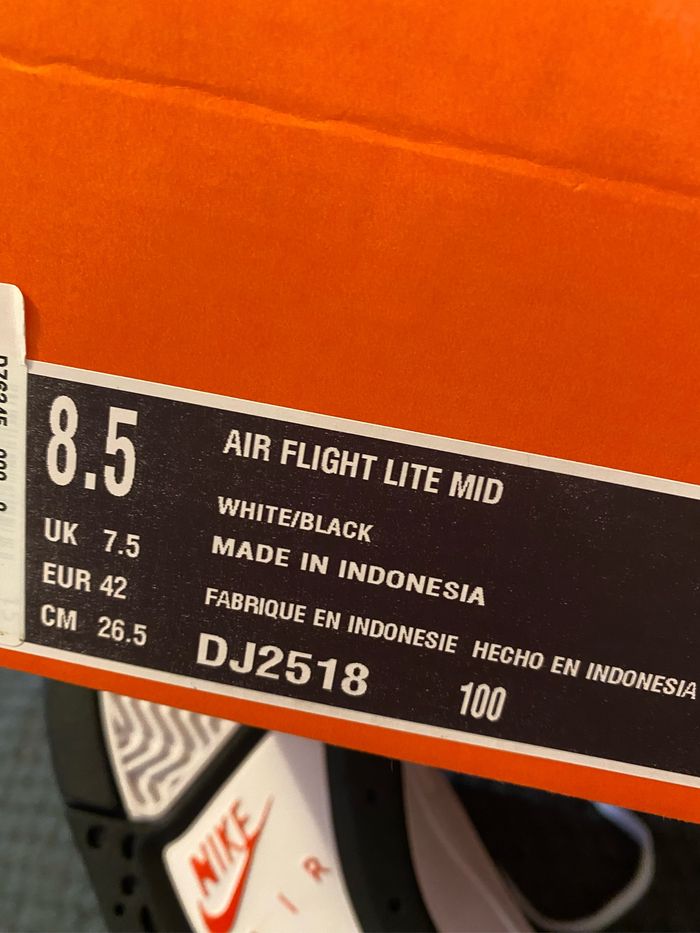 8.5
AIR FLIGHT LITE MID
WHITE/BLACK
UK 7.5
MADE IN INDONESIA
EUR 42
FABRIQUE EN INDONESIE HECHO EN INDONESIA
CM 26.5
DJ2518 100
NIKE
AIR